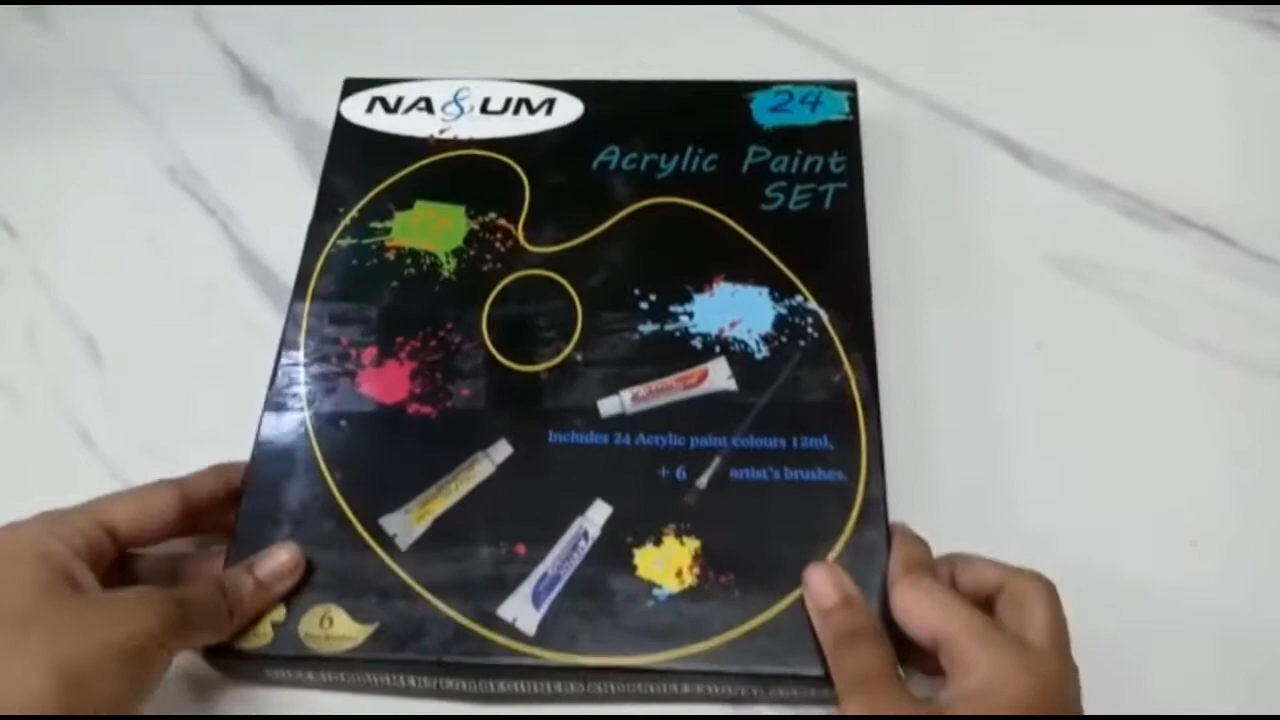 NA&UM
24
Acrylic Paint
SET
Includes 24 Acrylic paint colours 12ml,
+ 6 artist's brushes.
6